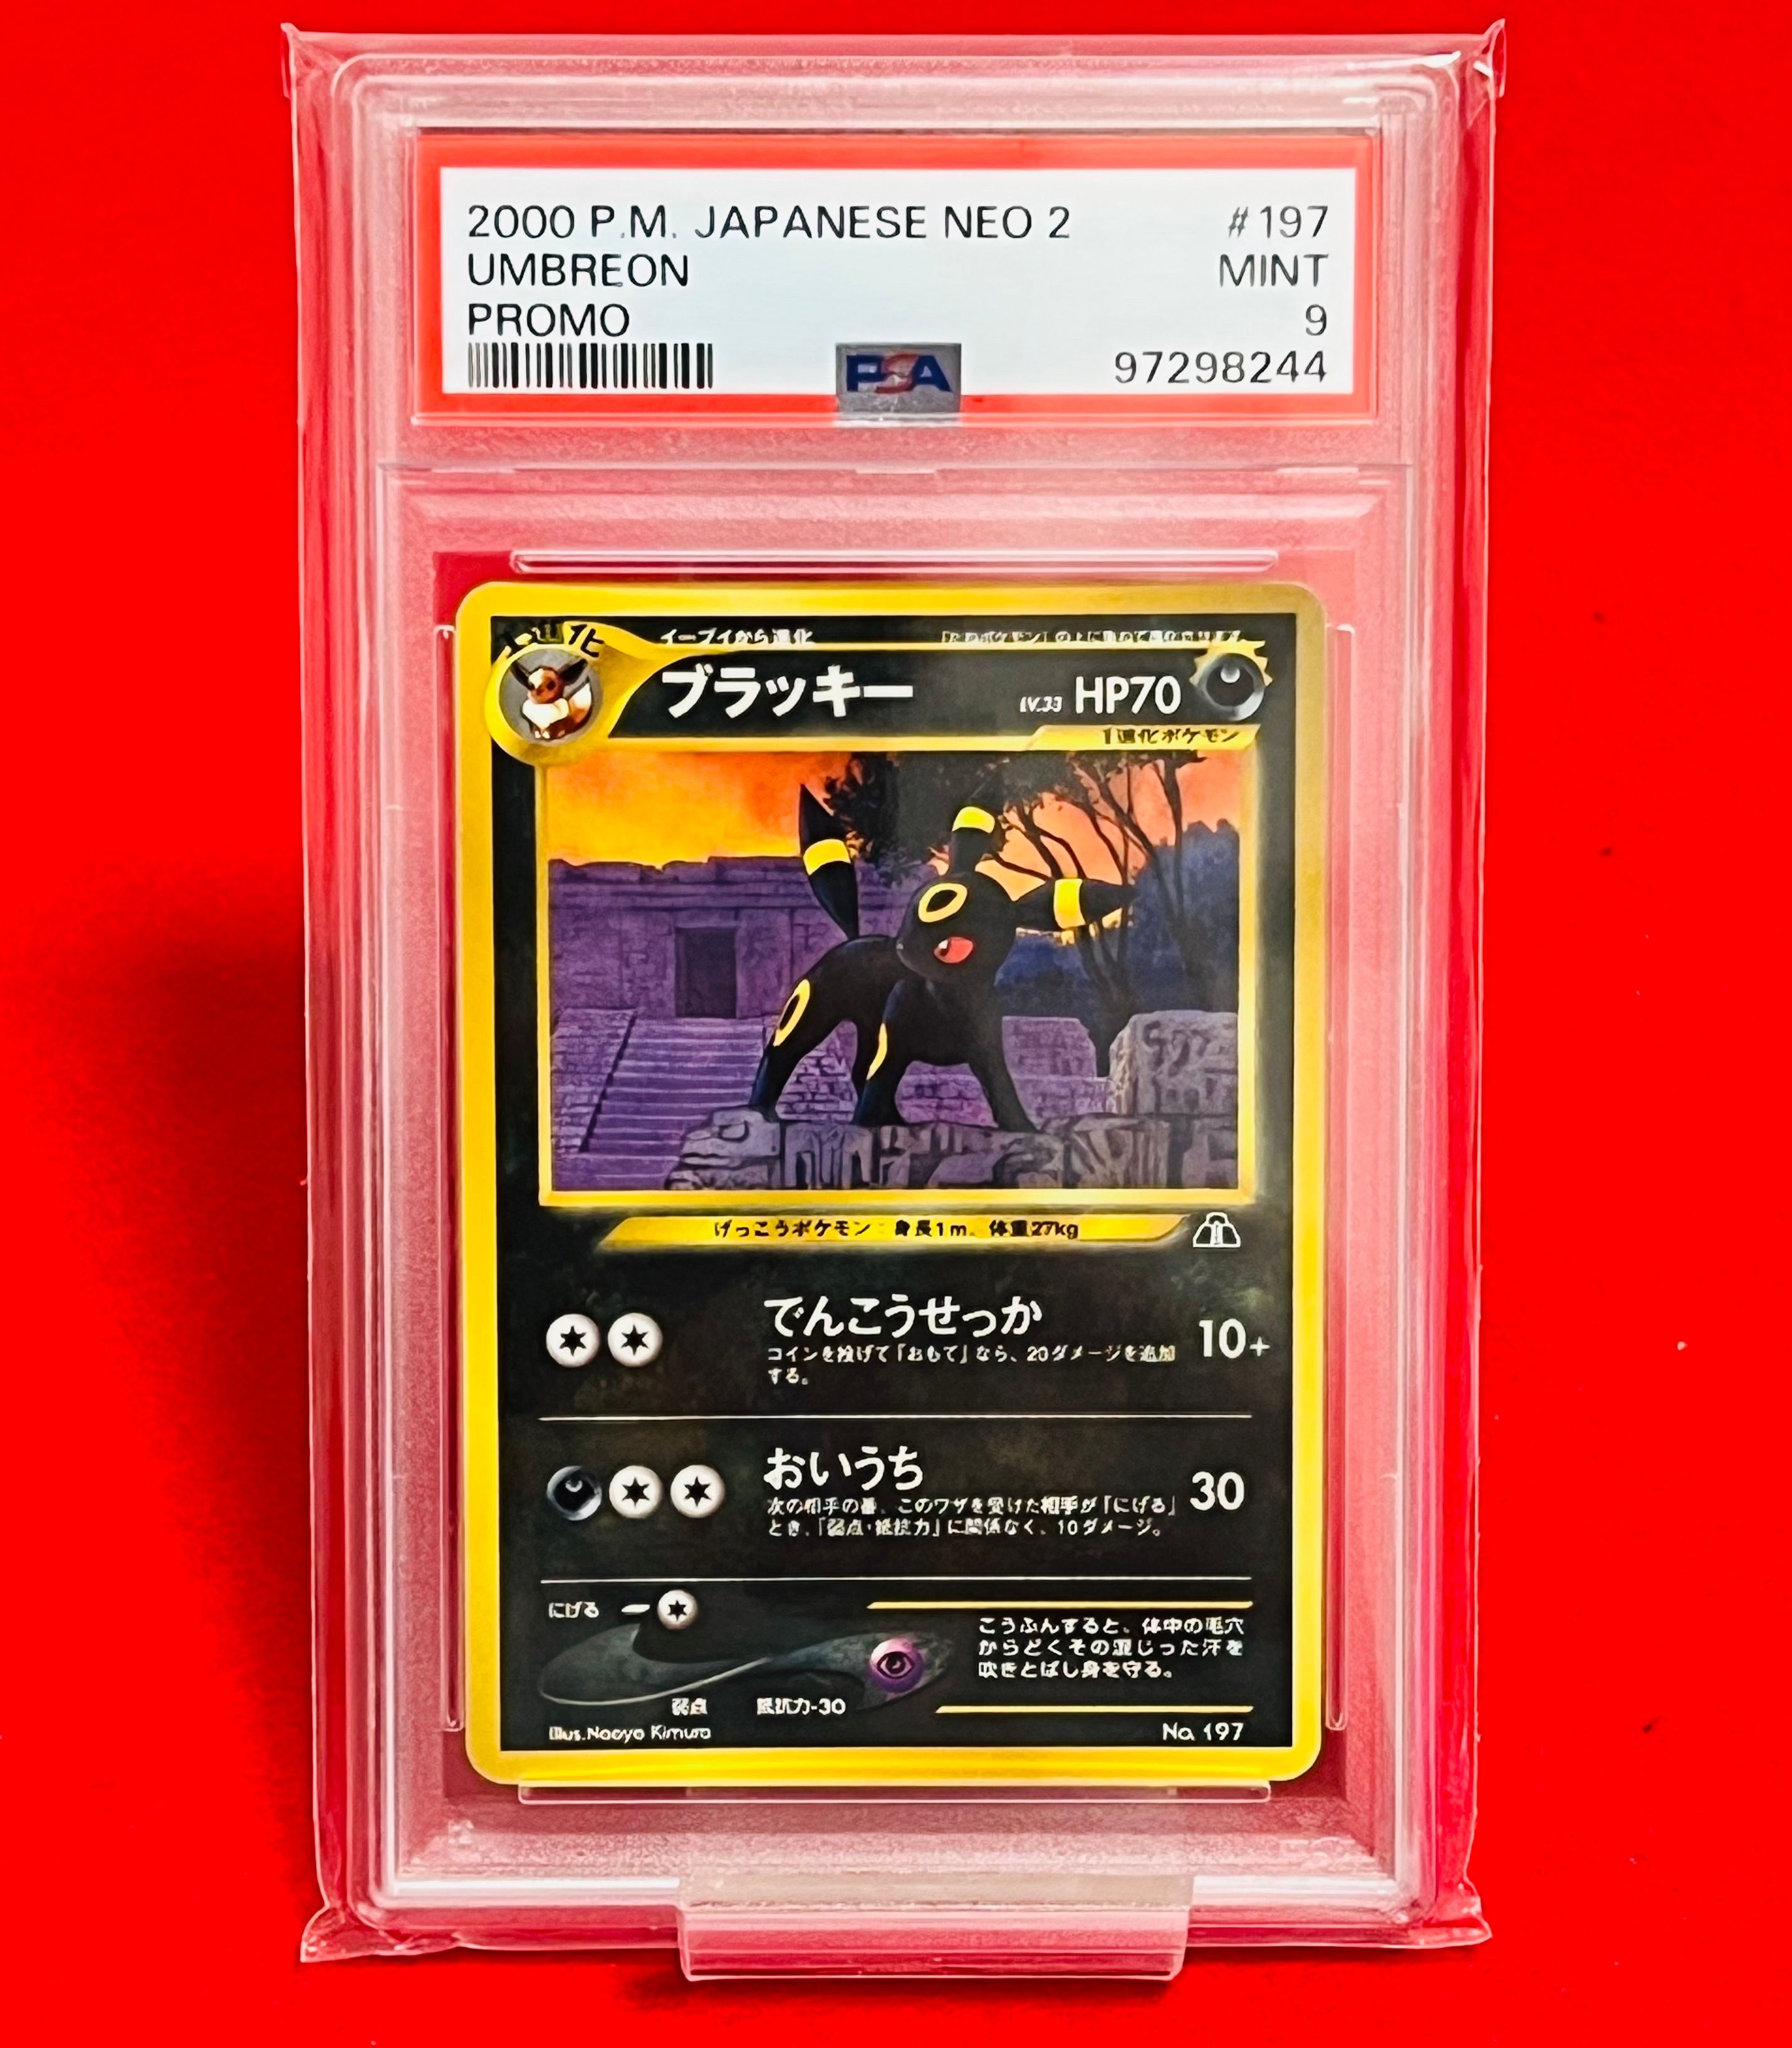 2000 P.M. JAPANESE NEO 2 #197
UMBREON MINT
PROMO 9
PSA 97298244
進化 イーブイから進化
ブラッキー LV.33 HP70
1進化ポケモン
げっこうポケモン 身長1m、体重27kg
でんこうせっか 10+
コインを投げて「おもて」なら、20ダメージを追加
する。
おいうち 30
次の相手の番、このワザを受けた相手が「にげる」
とき、「弱点・抵抗力」に関係なく、10ダメージ。
にげる
こうふんすると、体中の毛穴
からどくその混じった汗を
吹きとばし身を守る。
弱点 抵抗力-30
Illus. Naoyo Kimura No. 197